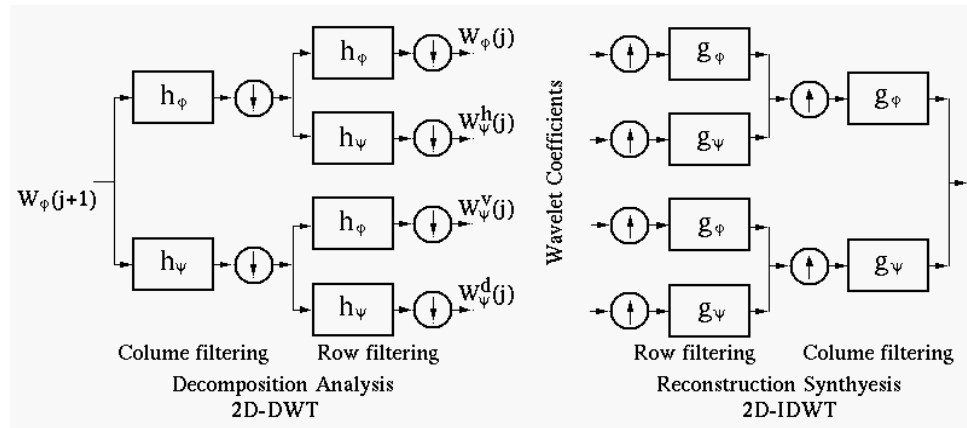 W_φ(j)
h_φ
h_φ
W_ψ^h(j)
h_ψ
W_φ(j+1)
W_ψ^v(j)
h_φ
h_ψ
W_ψ^d(j)
h_ψ
Colume filtering Row filtering
Decomposition Analysis
2D-DWT
Wavelet Coefficients
g_φ
g_φ
g_ψ
g_φ
g_ψ
g_ψ
Row filtering Colume filtering
Reconstruction Synthyesis
2D-IDWT